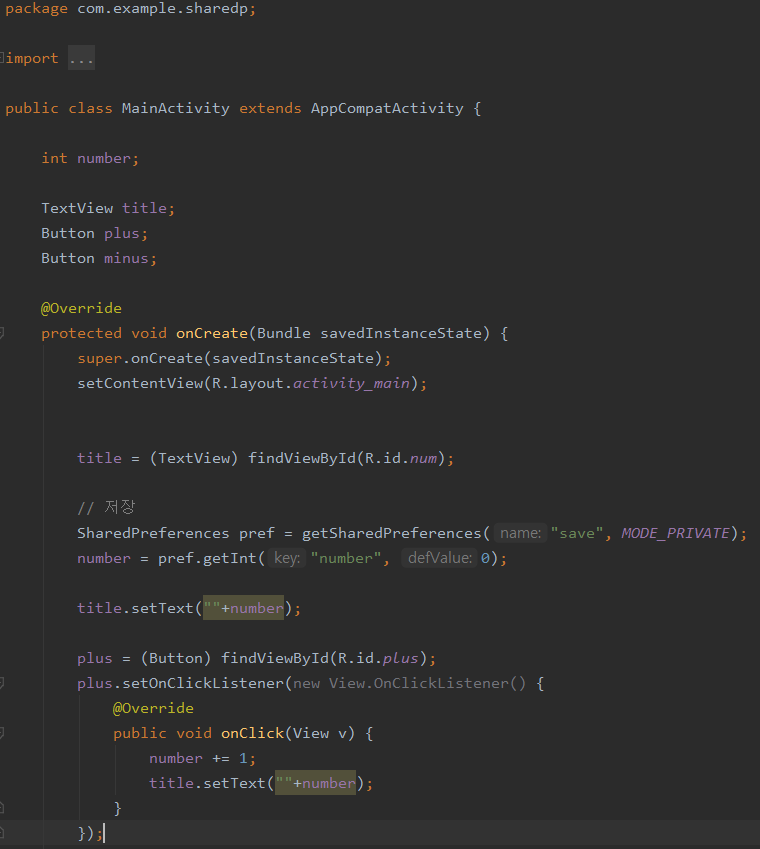 package com.example.sharedp;
import ...
public class MainActivity extends AppCompatActivity {
int number;
TextView title;
Button plus;
Button minus;
@Override
protected void onCreate(Bundle savedInstanceState) {
super.onCreate(savedInstanceState);
setContentView(R.layout.activity_main);
title = (TextView) findViewById(R.id.num);
// 저장
SharedPreferences pref = getSharedPreferences( name: "save", MODE_PRIVATE);
number = pref.getInt( key: "number", defValue: 0);
title.setText(""+number);
plus = (Button) findViewById(R.id.plus);
plus.setOnClickListener(new View.OnClickListener() {
@Override
public void onClick(View v) {
number += 1;
title.setText(""+number);
}
});